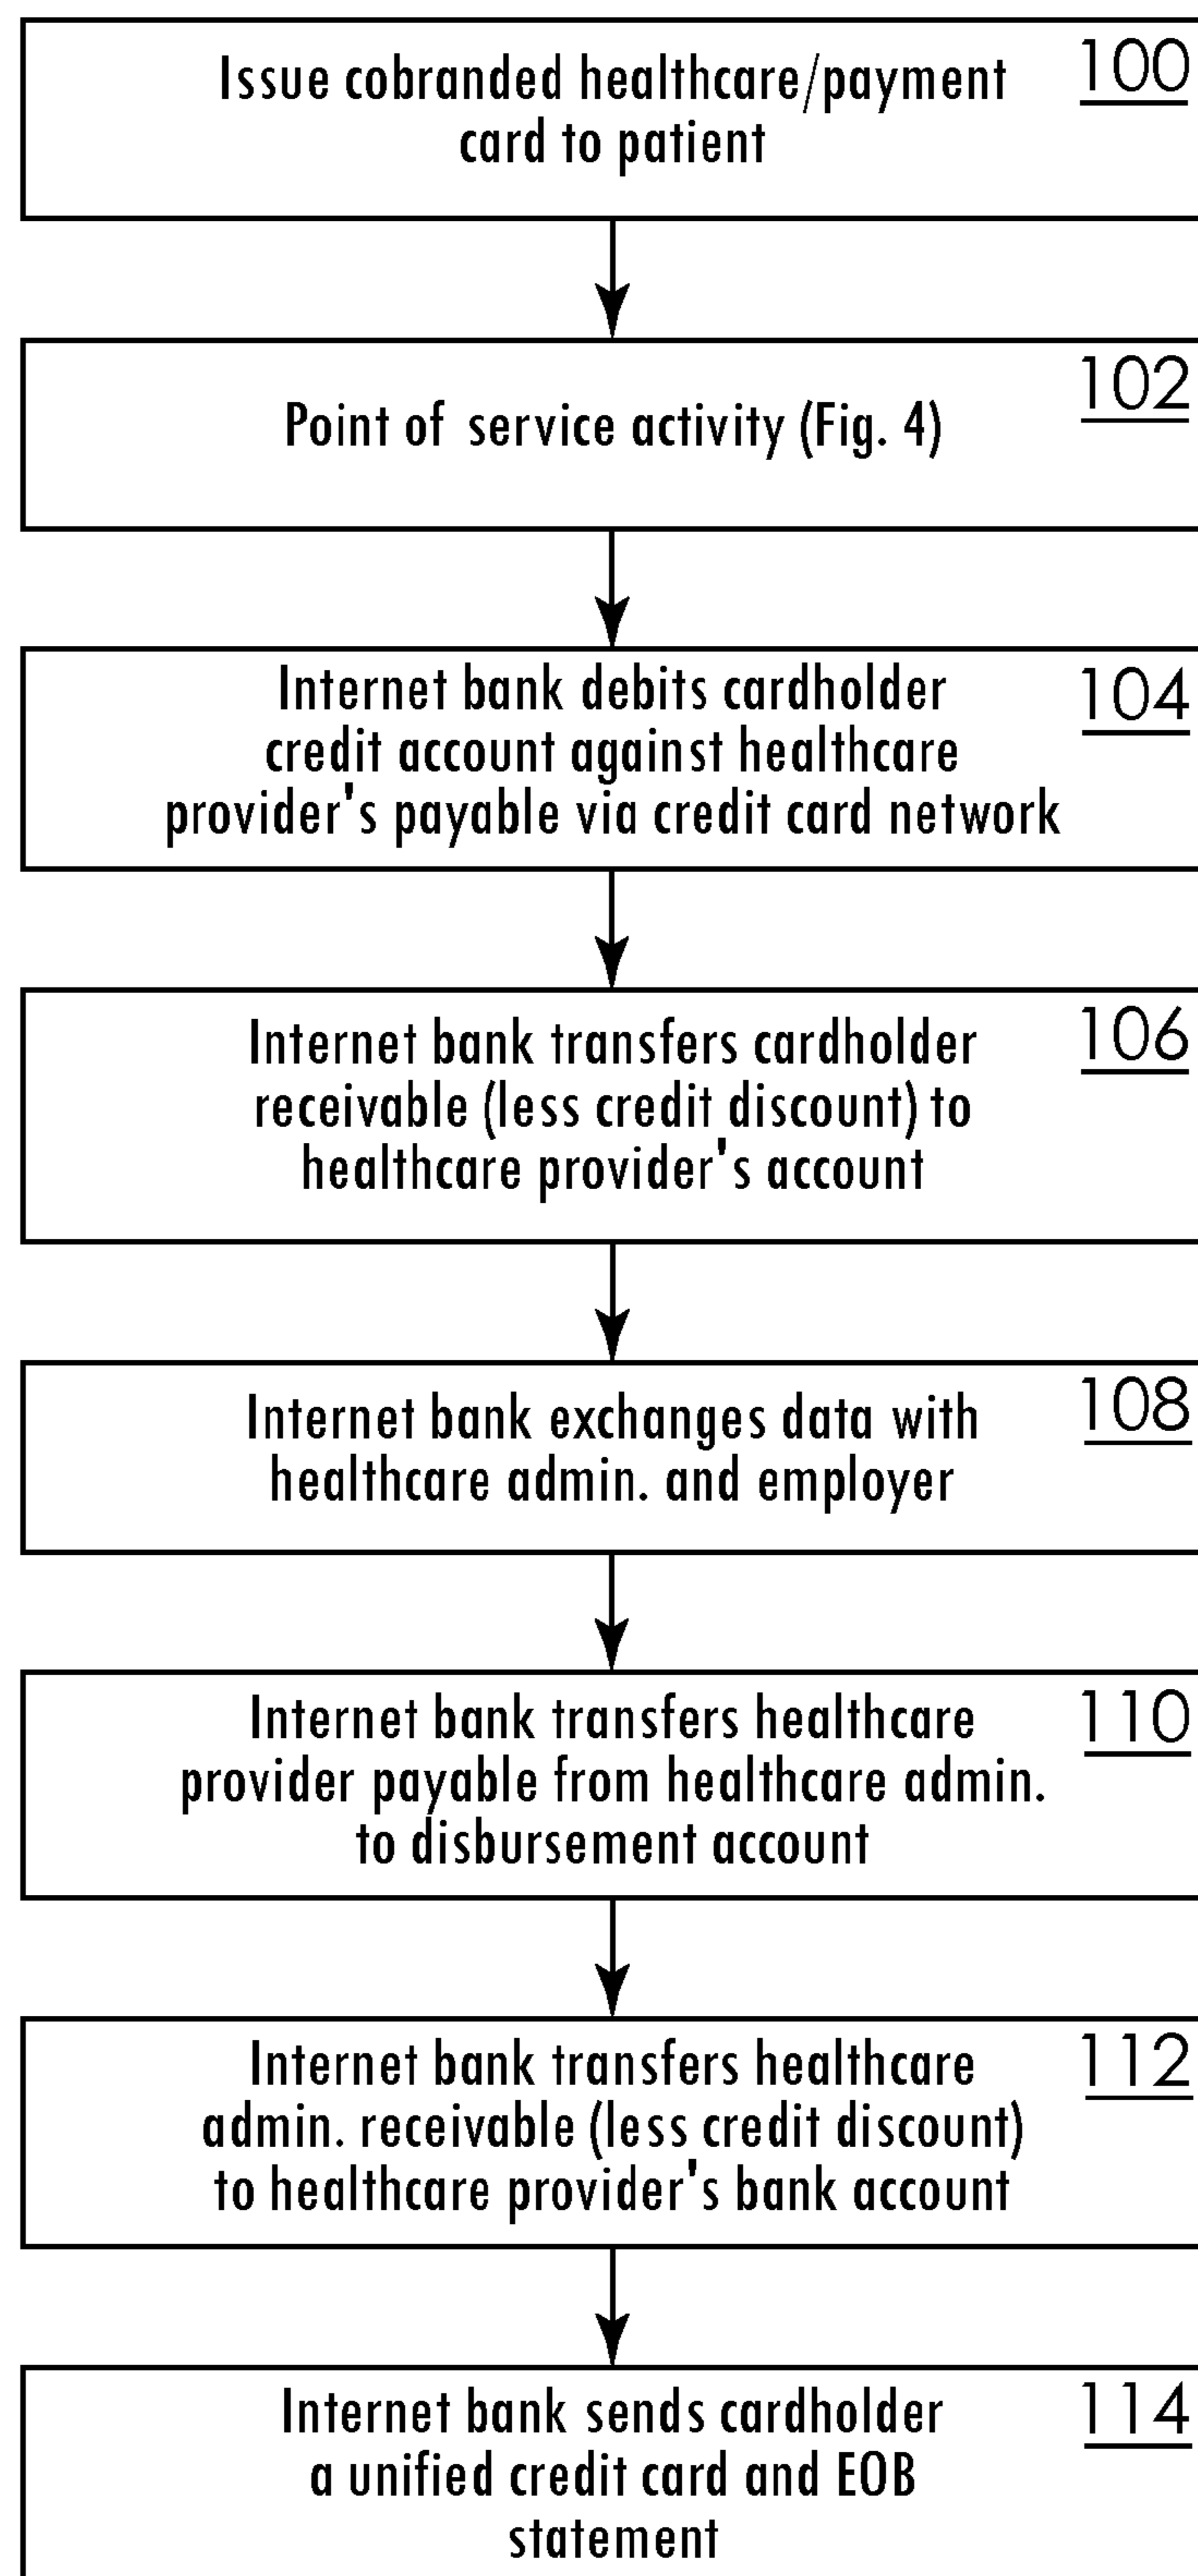 Issue cobranded healthcare/payment
card to patient
100
Point of service activity (Fig. 4)
102
Internet bank debits cardholder
credit account against healthcare
provider's payable via credit card network
104
Internet bank transfers cardholder
receivable (less credit discount) to
healthcare provider's account
106
Internet bank exchanges data with
healthcare admin. and employer
108
Internet bank transfers healthcare
provider payable from healthcare admin.
to disbursement account
110
Internet bank transfers healthcare
admin. receivable (less credit discount)
to healthcare provider's bank account
112
Internet bank sends cardholder
a unified credit card and EOB
statement
114